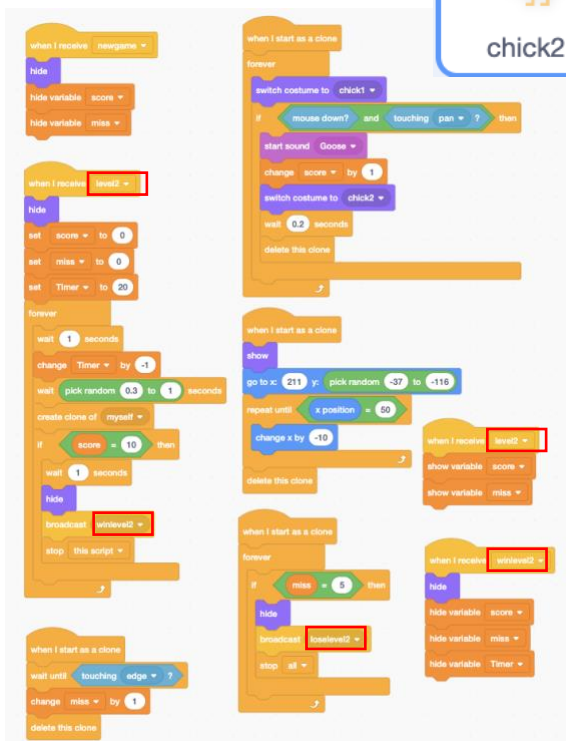 chick2
when I receive newgame
hide
hide variable score
hide variable miss
when I receive level2
hide
set score to 0
set miss to 0
set Timer to 20
forever
wait 1 seconds
change Timer by -1
wait pick random 0.3 to 1 seconds
create clone of myself
if score = 10 then
wait 1 seconds
hide
broadcast winlevel2
stop this script
when I start as a clone
wait until touching edge ?
change miss by 1
delete this clone
when I start as a clone
forever
switch costume to chick1
if mouse down? and touching pan ? then
start sound Goose
change score by 1
switch costume to chick2
wait 0.2 seconds
delete this clone
when I start as a clone
show
go to x: 211 y: pick random -37 to -116
repeat until x position = 50
change x by -10
delete this clone
when I start as a clone
forever
if miss = 5 then
hide
broadcast loselevel2
stop all
when I receive level2
show variable score
show variable miss
when I receive winlevel2
hide
hide variable score
hide variable miss
hide variable Timer